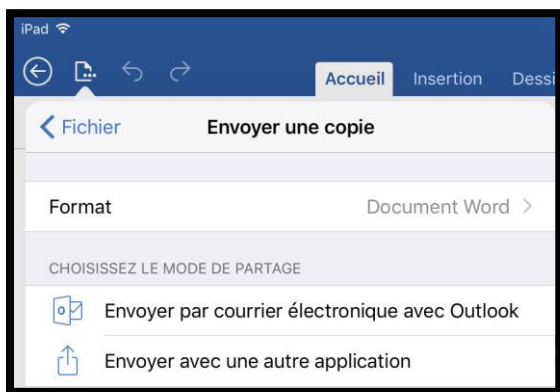 iPad
Accueil Insertion Dessi
Fichier Envoyer une copie
Format Document Word
CHOISISSEZ LE MODE DE PARTAGE
Envoyer par courrier électronique avec Outlook
Envoyer avec une autre application